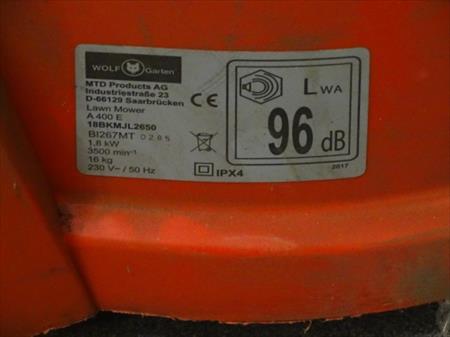 WOLF Garten
MTD Products AG
Industriestraße 23
D-66129 Saarbrücken
Lawn Mower
A 400 E
18BKMJL2650
BI267MT 0285
1,8 kW
3500 min⁻¹
16 kg
230 V~ / 50 Hz
CE
IPX4
LWA
96 dB
2017